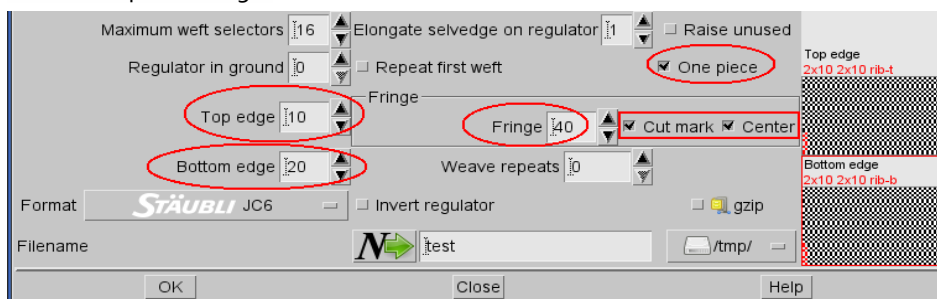 Maximum weft selectors 16 Elongate selvedge on regulator 1 Raise unused
Regulator in ground 0 Repeat first weft One piece
Top edge
2x10 2x10 rib-t
Fringe
Top edge 10 Fringe 40 Cut mark Center
Bottom edge 20 Weave repeats 0
Bottom edge
2x10 2x10 rib-b
Format STÄUBLI JC6 Invert regulator gzip
Filename N test /tmp/
OK Close Help